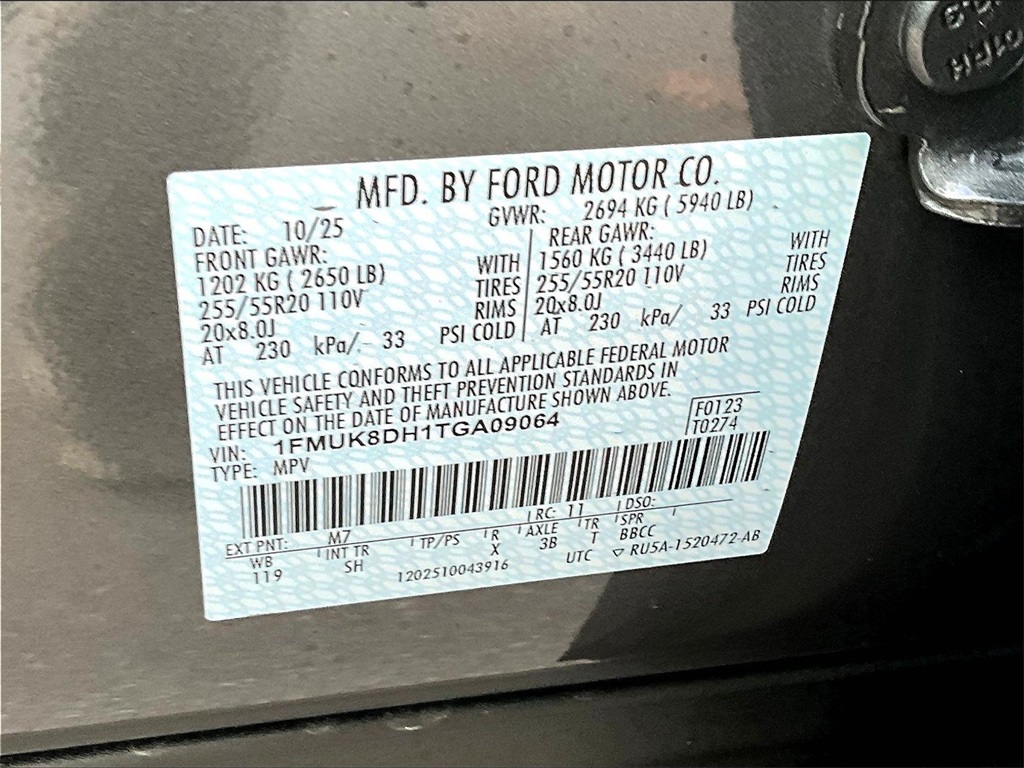 MFD. BY FORD MOTOR CO.
DATE: 10/25 GVWR: 2694 KG ( 5940 LB)
FRONT GAWR:
1202 KG ( 2650 LB) WITH
255/55R20 110V TIRES
20x8.0J RIMS
AT 230 kPa/ 33 PSI COLD
REAR GAWR:
1560 KG ( 3440 LB) WITH
255/55R20 110V TIRES
20x8.0J RIMS
AT 230 kPa/ 33 PSI COLD
THIS VEHICLE CONFORMS TO ALL APPLICABLE FEDERAL MOTOR
VEHICLE SAFETY AND THEFT PREVENTION STANDARDS IN
EFFECT ON THE DATE OF MANUFACTURE SHOWN ABOVE.
VIN: 1FMUK8DH1TGA09064
TYPE: MPV
F0123
T0274
EXT PNT: M7 RC: 11 DSO:
WB INT TR TP/PS R AXLE TR SPR
119 SH X 3B T BBCC
1202510043916 UTC ▽ RU5A-1520472-AB